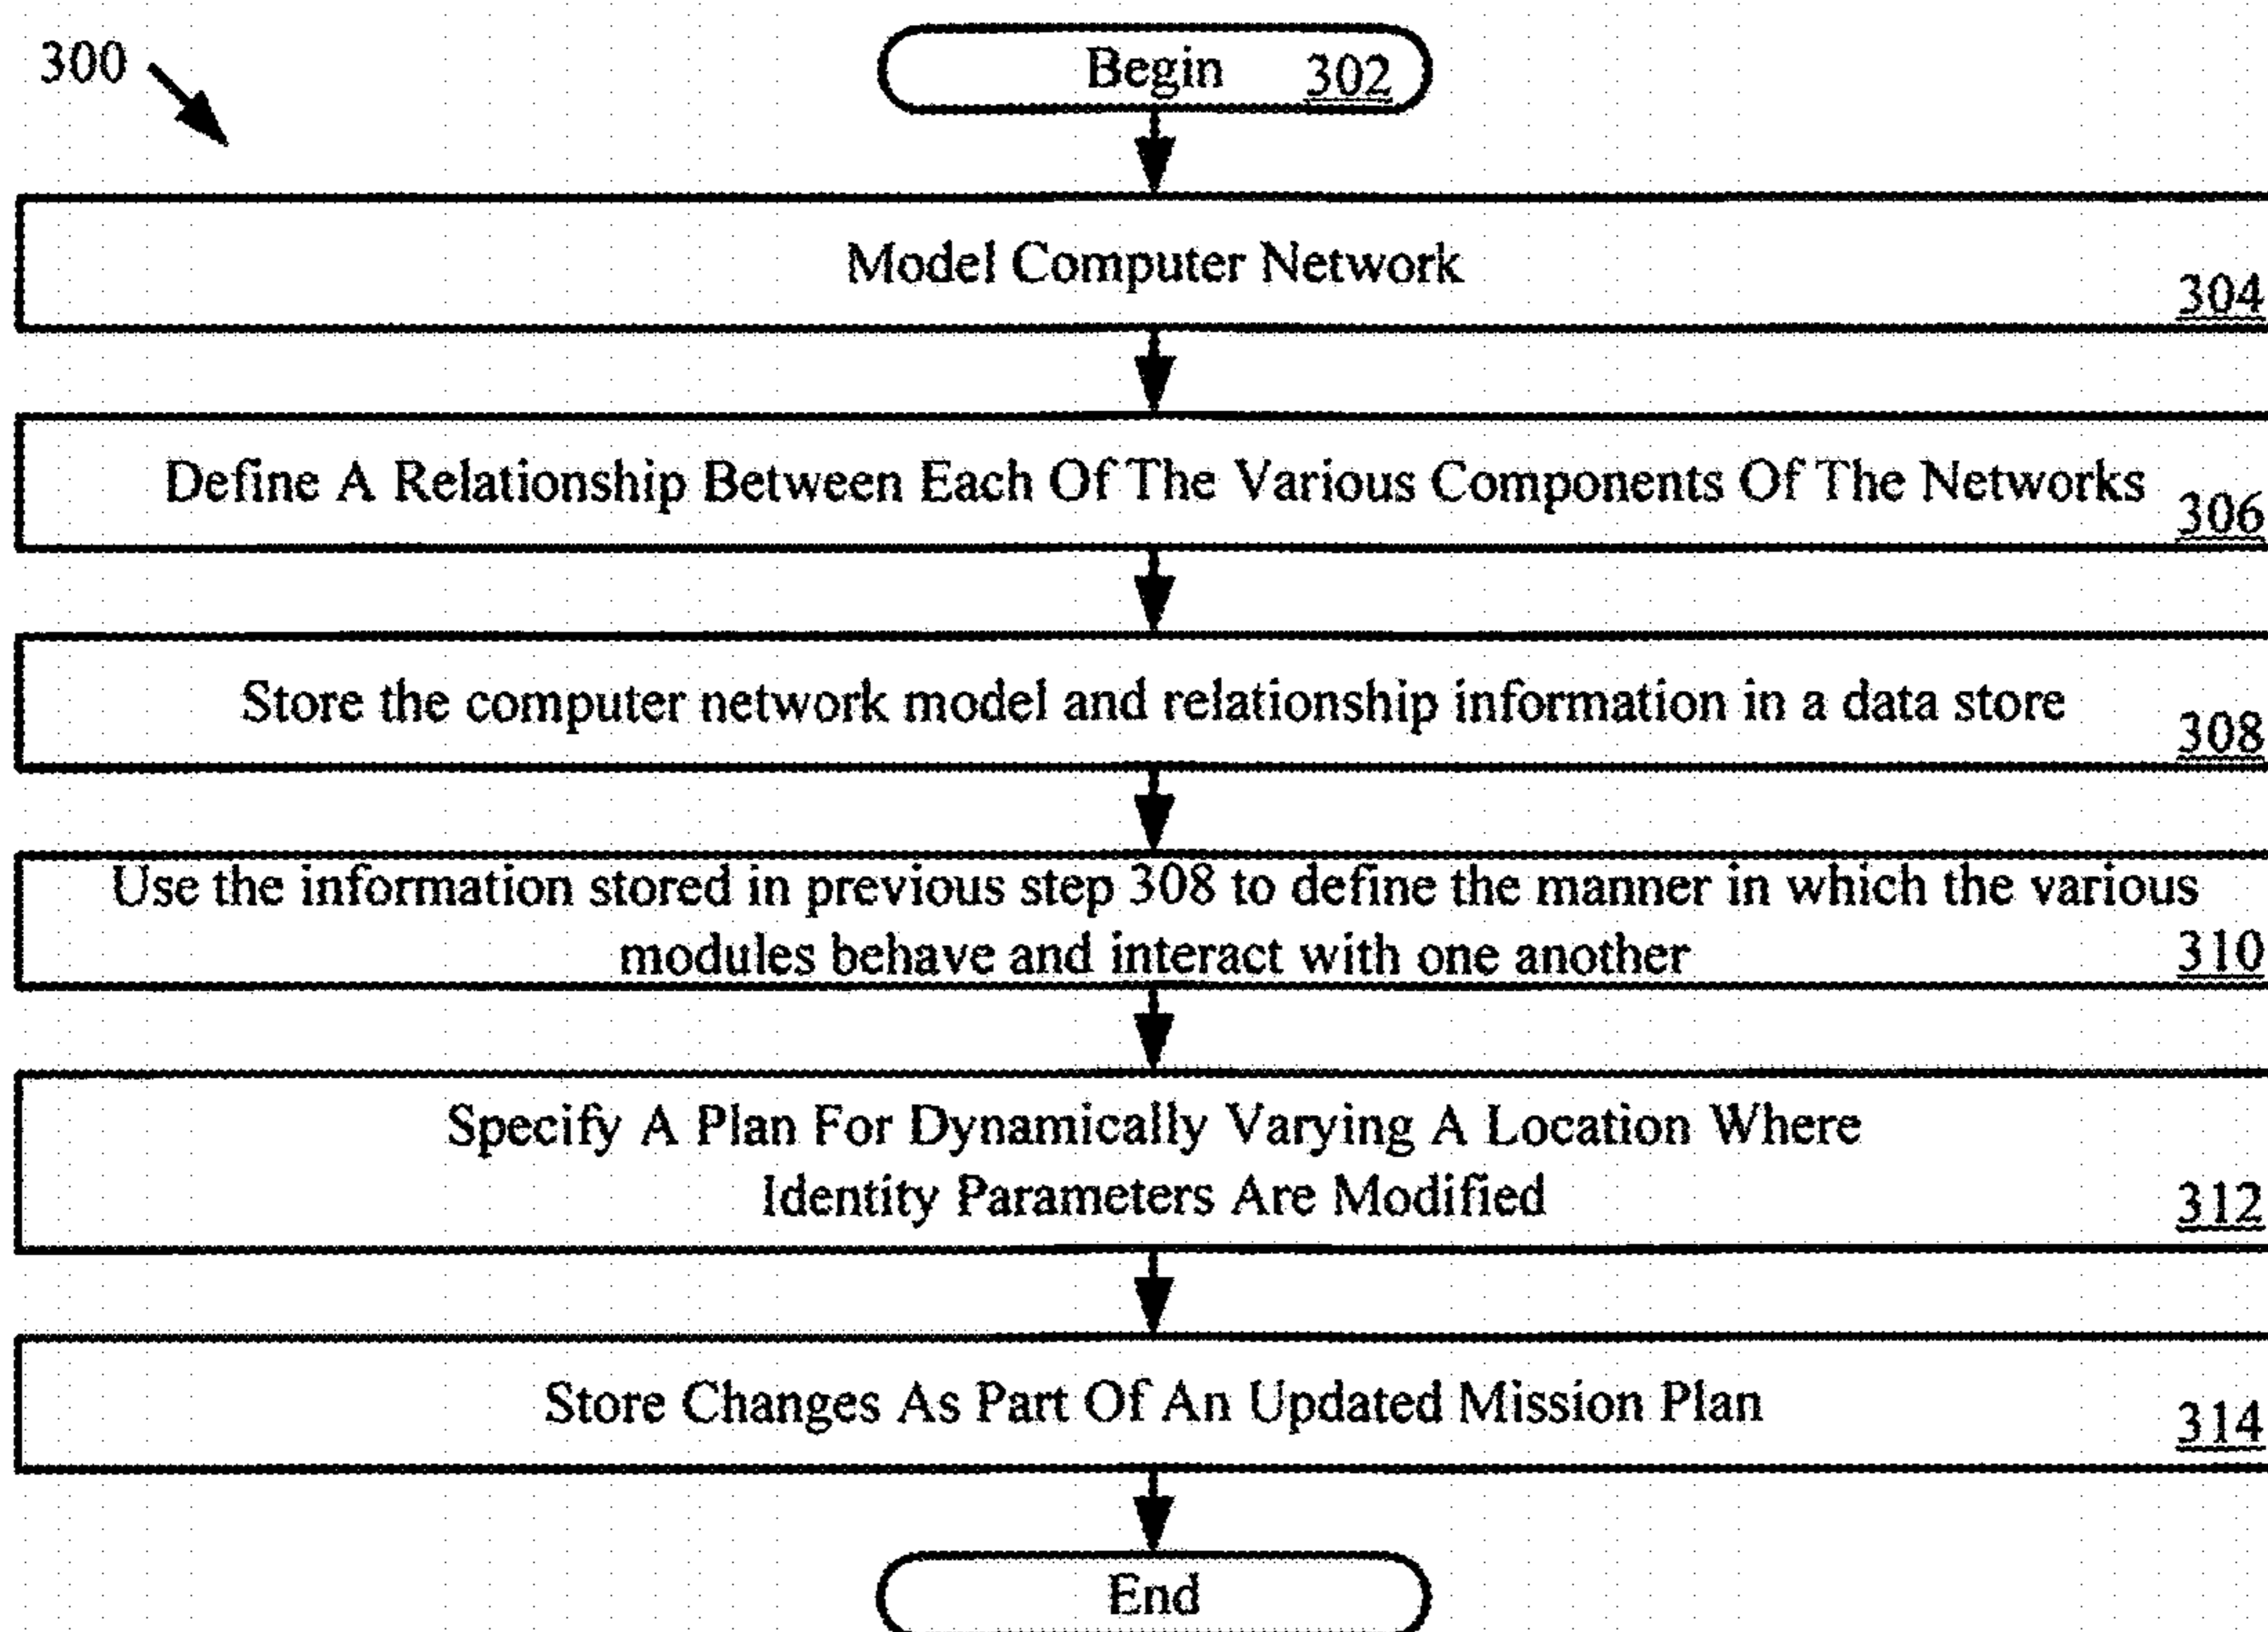 300
Begin 302
Model Computer Network
304
Define A Relationship Between Each Of The Various Components Of The Networks
306
Store the computer network model and relationship information in a data store
308
Use the information stored in previous step 308 to define the manner in which the various
modules behave and interact with one another
310
Specify A Plan For Dynamically Varying A Location Where
Identity Parameters Are Modified
312
Store Changes As Part Of An Updated Mission Plan
314
End